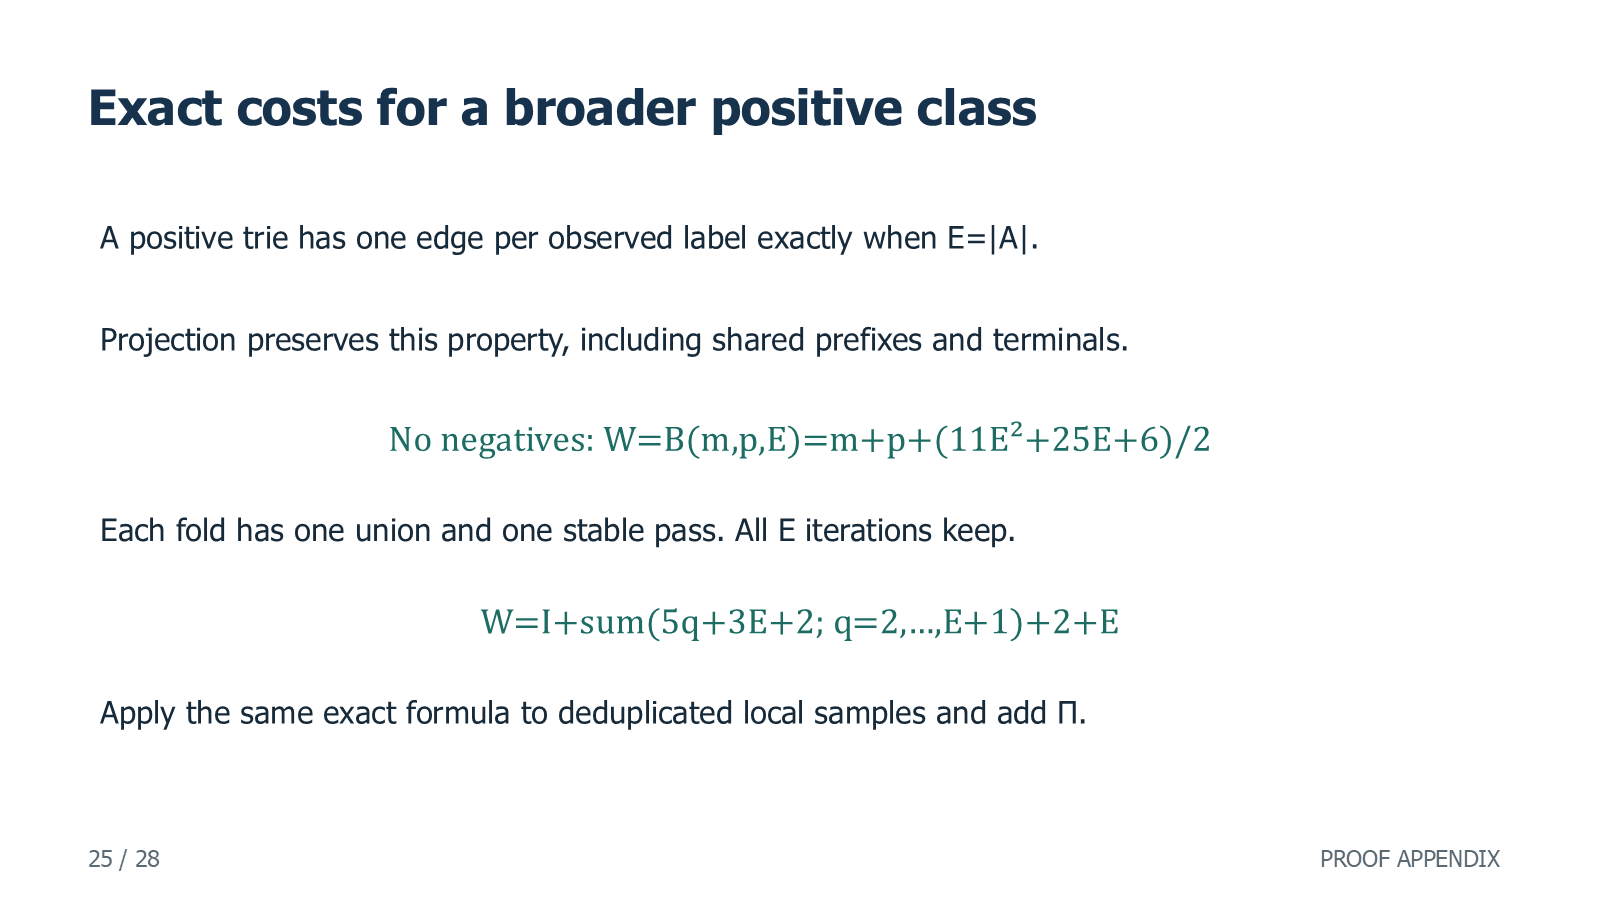 Exact costs for a broader positive class
A positive trie has one edge per observed label exactly when E=|A|.
Projection preserves this property, including shared prefixes and terminals.
No negatives: W=B(m,p,E)=m+p+(11E²+25E+6)/2
Each fold has one union and one stable pass. All E iterations keep.
W=I+sum(5q+3E+2; q=2,…,E+1)+2+E
Apply the same exact formula to deduplicated local samples and add Π.
25 / 28
PROOF APPENDIX